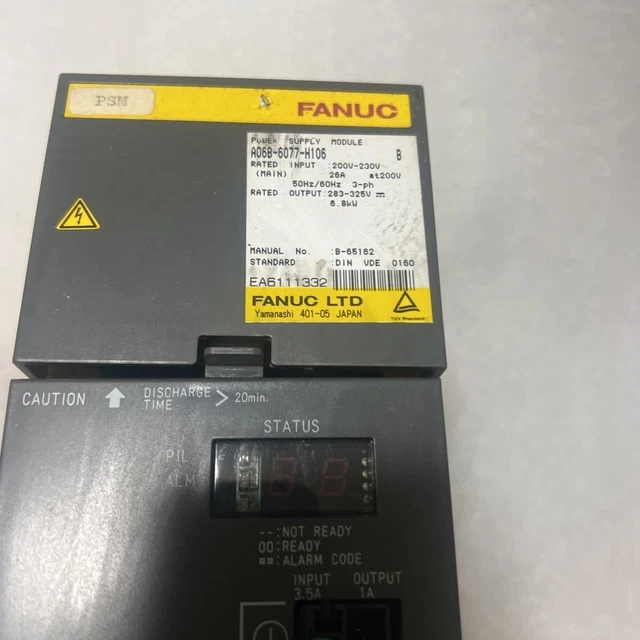 PSM
FANUC
POWER SUPPLY MODULE
A06B-6077-H106 B
RATED INPUT :200V-230V
(MAIN) 26A at200V
50Hz/60Hz 3-ph
RATED OUTPUT:283-325V
6.8kW
MANUAL No. :B-65162
STANDARD :DIN VDE 0160
EA6111332
FANUC LTD
Yamanashi 401-05 JAPAN
TÜV Rheinland
CAUTION DISCHARGE TIME > 20min.
STATUS
PIL
ALM
--:NOT READY
00:READY
==:ALARM CODE
INPUT OUTPUT
3.5A 1A